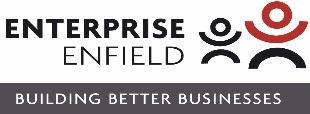 ENTERPRISE
ENFIELD
BUILDING BETTER BUSINESSES